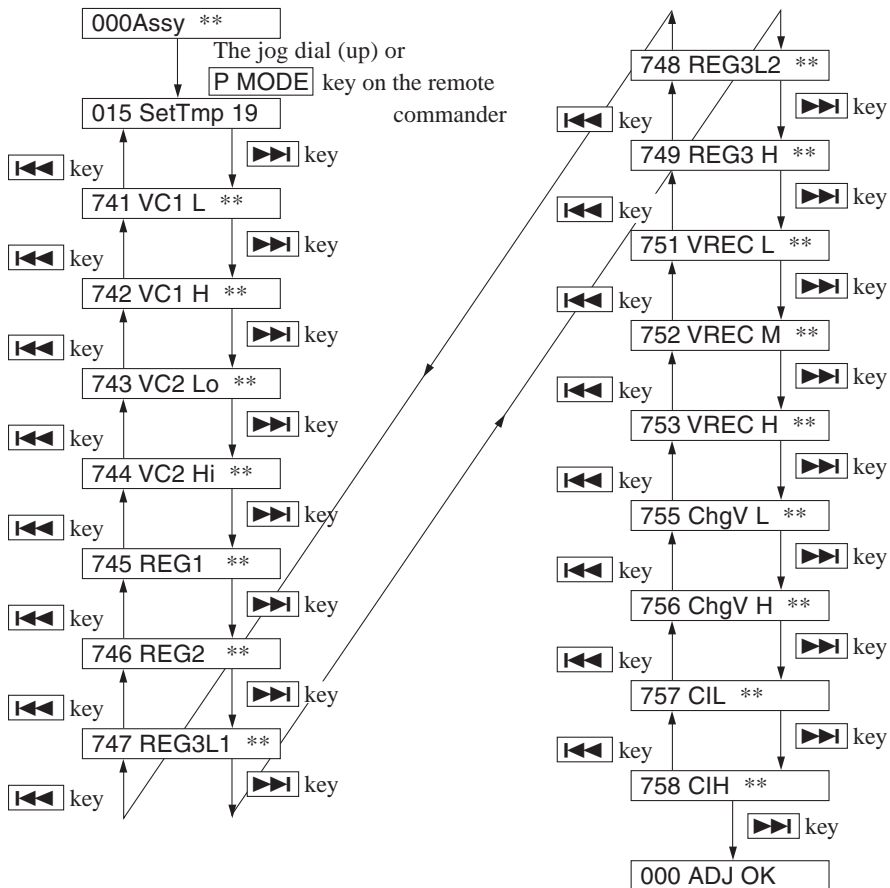 000Assy **
The jog dial (up) or
P MODE key on the remote
commander
015 SetTmp 19
key
key
741 VC1 L **
key
key
742 VC1 H **
key
key
743 VC2 Lo **
key
key
744 VC2 Hi **
key
key
745 REG1 **
key
key
746 REG2 **
key
key
747 REG3L1 **
key
key
748 REG3L2 **
key
key
749 REG3 H **
key
key
751 VREC L **
key
key
752 VREC M **
key
key
753 VREC H **
key
key
755 ChgV L **
key
key
756 ChgV H **
key
key
757 CIL **
key
key
758 CIH **
key
000 ADJ OK